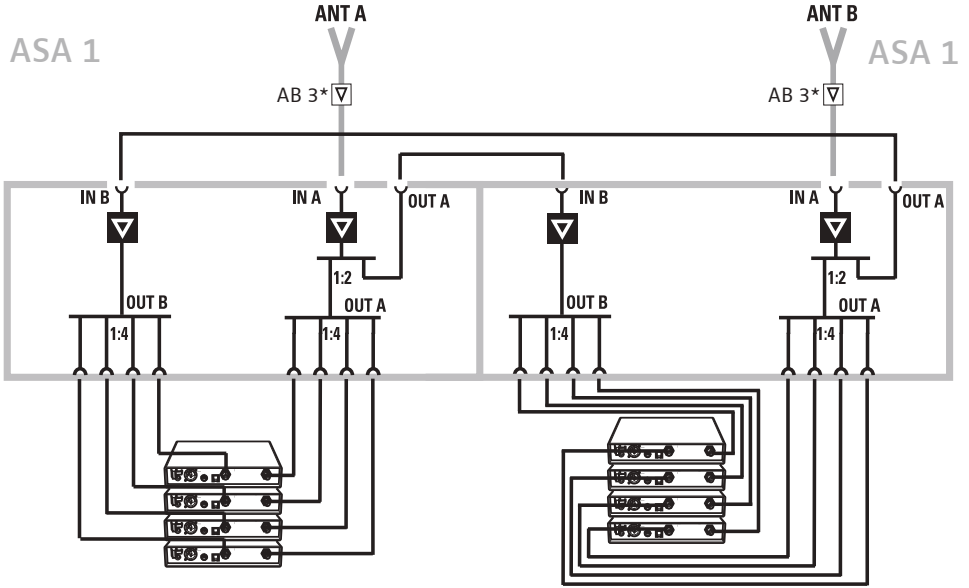 ANT A
ANT B
ASA 1
ASA 1
AB 3*
AB 3*
IN B
IN A
OUT A
IN B
IN A
OUT A
1:2
1:2
OUT B
OUT A
OUT B
OUT A
1:4
1:4
1:4
1:4